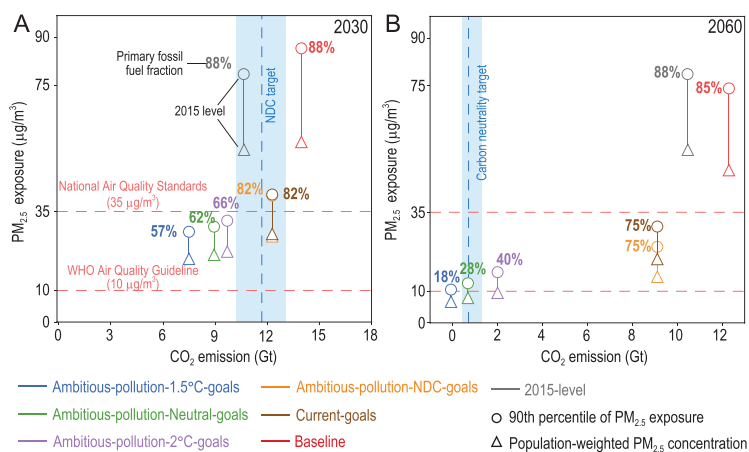 A
2030
90
75
35
10
0
PM2.5 exposure (μg/m³)
Primary fossil
fuel fraction
88%
2015 level
88%
NDC target
National Air Quality Standards
(35 μg/m³)
82%
82%
66%
62%
57%
WHO Air Quality Guideline
(10 μg/m³)
0 3 6 9 12 15 18
CO2 emission (Gt)
B
2060
90
75
35
10
0
PM2.5 exposure (μg/m³)
Carbon neutrality target
88%
85%
75%
75%
40%
28%
18%
0 2 4 6 8 10 12
CO2 emission (Gt)
Ambitious-pollution-1.5°C-goals
Ambitious-pollution-NDC-goals
2015-level
Ambitious-pollution-Neutral-goals
Current-goals
90th percentile of PM2.5 exposure
Ambitious-pollution-2°C-goals
Baseline
Population-weighted PM2.5 concentration